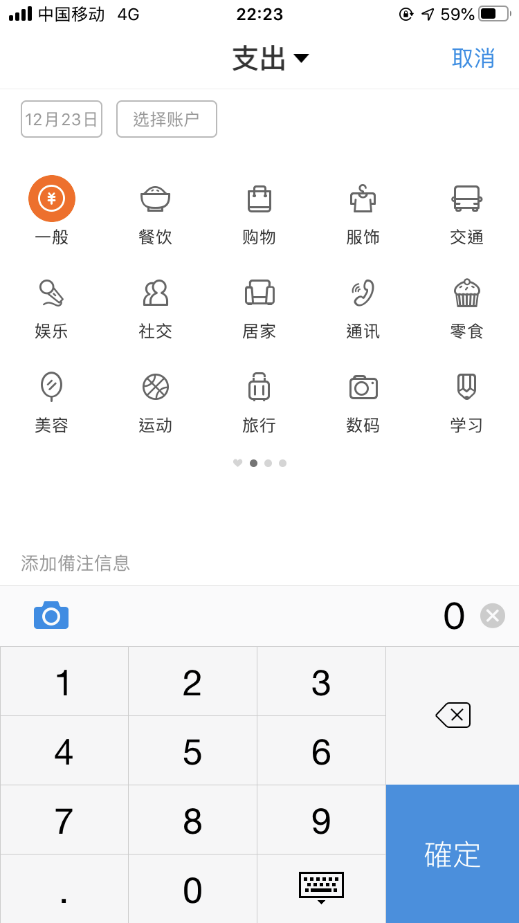 中国移动 4G 22:23 59%
支出 取消
12月23日 选择账户
¥
一般 餐饮 购物 服饰 交通
娱乐 社交 居家 通讯 零食
美容 运动 旅行 数码 学习
添加備注信息
0
1 2 3
4 5 6
7 8 9
確定
. 0